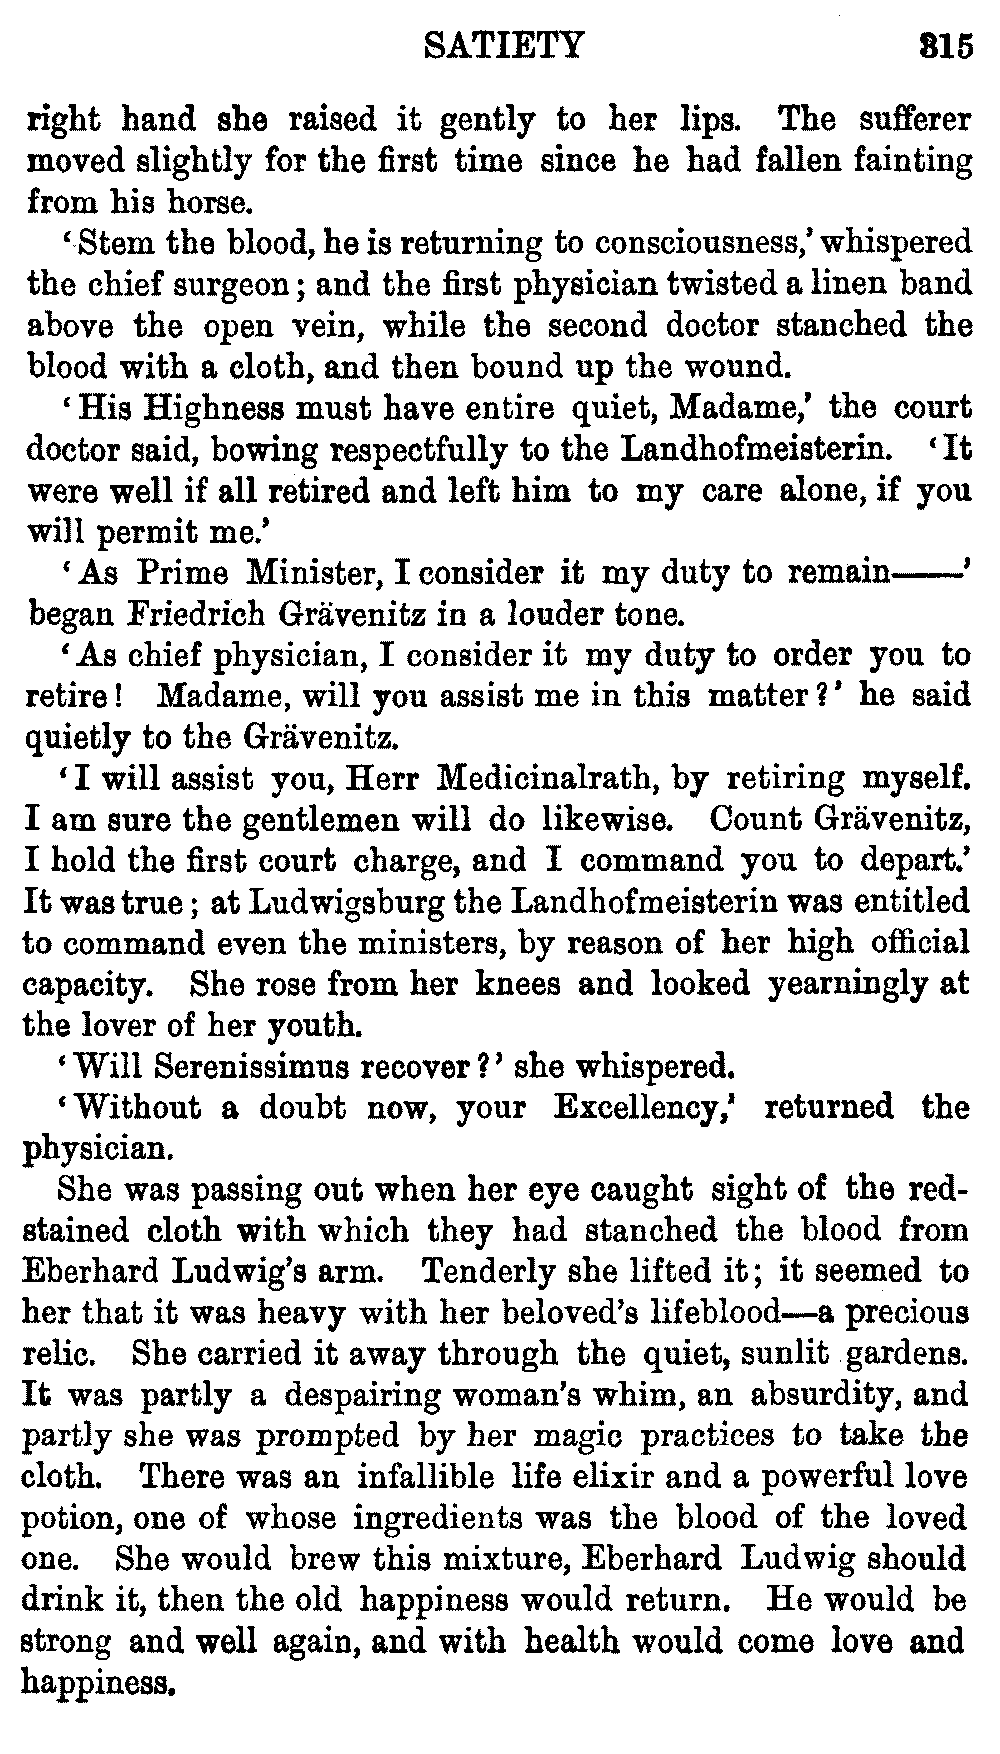 SATIETY 315
right hand she raised it gently to her lips. The sufferer
moved slightly for the first time since he had fallen fainting
from his horse.
‘Stem the blood, he is returning to consciousness,’ whispered
the chief surgeon; and the first physician twisted a linen band
above the open vein, while the second doctor stanched the
blood with a cloth, and then bound up the wound.
‘His Highness must have entire quiet, Madame,’ the court
doctor said, bowing respectfully to the Landhofmeisterin. ‘It
were well if all retired and left him to my care alone, if you
will permit me.’
‘As Prime Minister, I consider it my duty to remain——’
began Friedrich Grävenitz in a louder tone.
‘As chief physician, I consider it my duty to order you to
retire! Madame, will you assist me in this matter?’ he said
quietly to the Grävenitz.
‘I will assist you, Herr Medicinalrath, by retiring myself.
I am sure the gentlemen will do likewise. Count Grävenitz,
I hold the first court charge, and I command you to depart.’
It was true; at Ludwigsburg the Landhofmeisterin was entitled
to command even the ministers, by reason of her high official
capacity. She rose from her knees and looked yearningly at
the lover of her youth.
‘Will Serenissimus recover?’ she whispered.
‘Without a doubt now, your Excellency,’ returned the
physician.
She was passing out when her eye caught sight of the red-
stained cloth with which they had stanched the blood from
Eberhard Ludwig’s arm. Tenderly she lifted it; it seemed to
her that it was heavy with her beloved’s lifeblood—a precious
relic. She carried it away through the quiet, sunlit gardens.
It was partly a despairing woman’s whim, an absurdity, and
partly she was prompted by her magic practices to take the
cloth. There was an infallible life elixir and a powerful love
potion, one of whose ingredients was the blood of the loved
one. She would brew this mixture, Eberhard Ludwig should
drink it, then the old happiness would return. He would be
strong and well again, and with health would come love and
happiness.